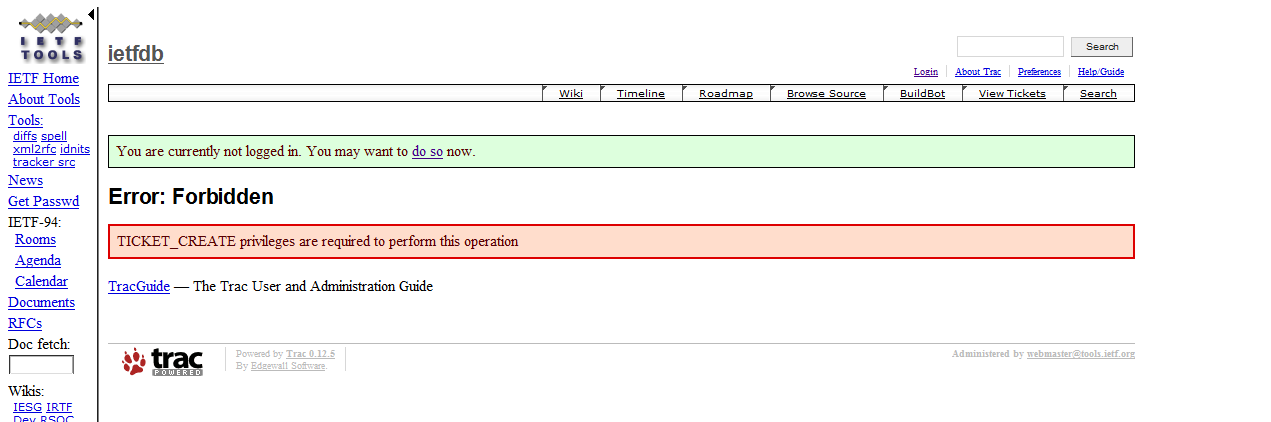 I E T F
TOOLS
IETF Home
About Tools
Tools:
diffs spell
xml2rfc idnits
tracker src
News
Get Passwd
IETF-94:
Rooms
Agenda
Calendar
Documents
RFCs
Doc fetch:
Wikis:
IESG IRTF
Dev RSOC
ietfdb
Search
Login About Trac Preferences Help/Guide
Wiki Timeline Roadmap Browse Source BuildBot View Tickets Search
You are currently not logged in. You may want to do so now.
Error: Forbidden
TICKET_CREATE privileges are required to perform this operation
TracGuide — The Trac User and Administration Guide
trac
POWERED
Powered by Trac 0.12.5
By Edgewall Software.
Administered by webmaster@tools.ietf.org